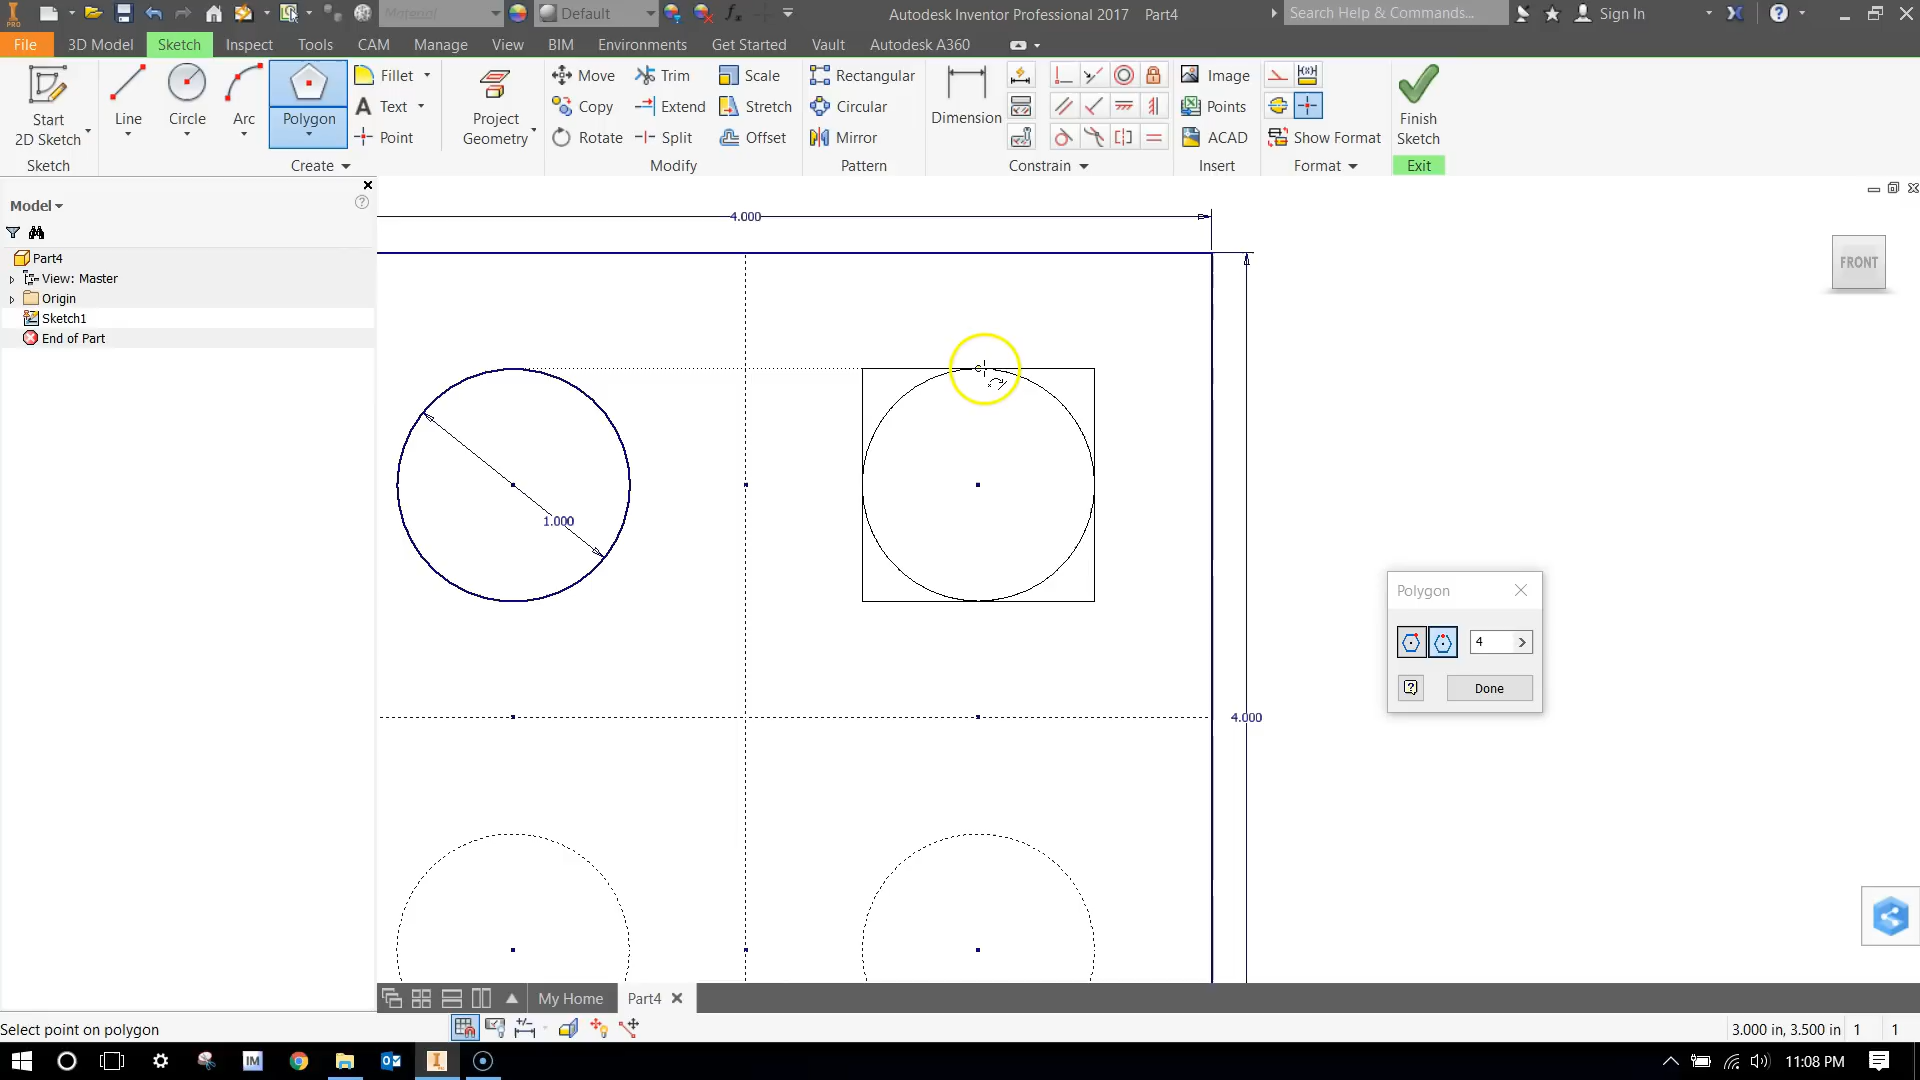 PRO
Material
Default
Autodesk Inventor Professional 2017 Part4
Search Help & Commands...
Sign In
File
3D Model
Sketch
Inspect
Tools
CAM
Manage
View
BIM
Environments
Get Started
Vault
Autodesk A360
Start
2D Sketch
Line
Circle
Arc
Polygon
Fillet
Text
Point
Project
Geometry
Move
Copy
Rotate
Trim
Extend
Split
Scale
Stretch
Offset
Rectangular
Circular
Mirror
Dimension
Image
Points
ACAD
Show Format
Finish
Sketch
Sketch
Create
Modify
Pattern
Constrain
Insert
Format
Exit
Model
Part4
View: Master
Origin
Sketch1
End of Part
4.000
FRONT
1.000
4.000
Polygon
4
Done
My Home
Part4
Select point on polygon
3.000 in, 3.500 in 1 1
IM
11:08 PM